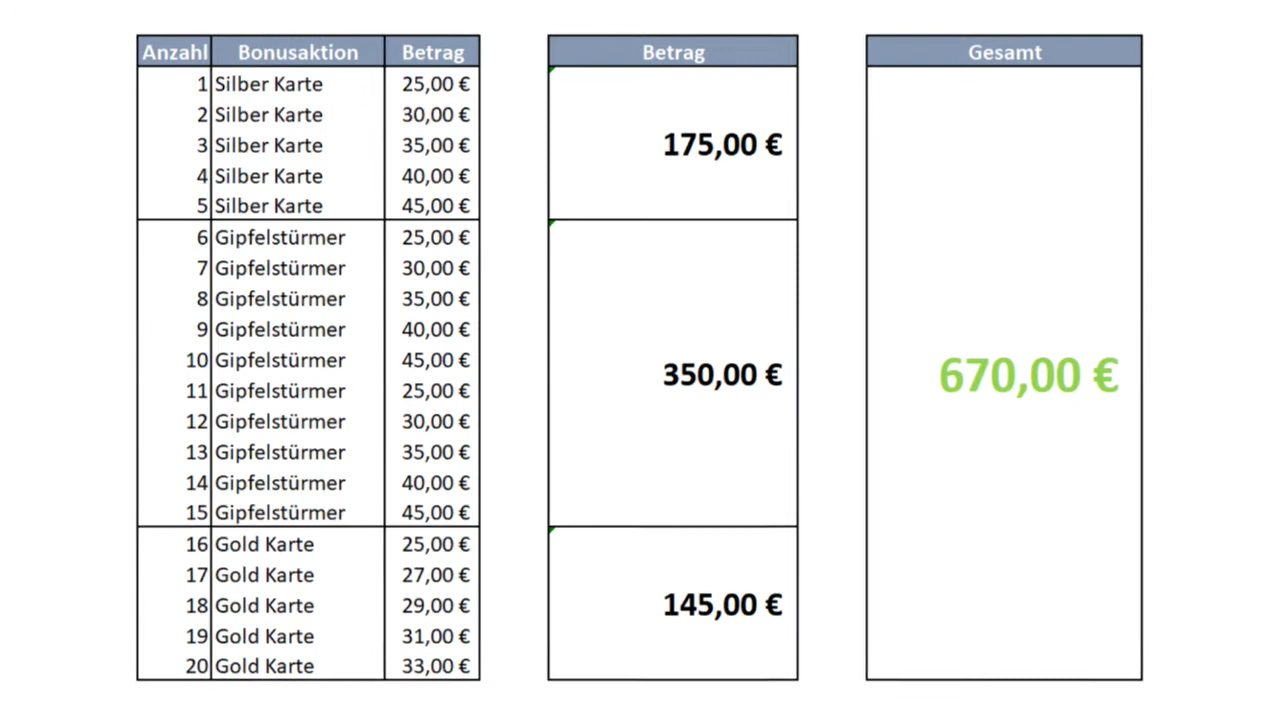 Anzahl Bonusaktion Betrag
1 Silber Karte 25,00 €
2 Silber Karte 30,00 €
3 Silber Karte 35,00 €
4 Silber Karte 40,00 €
5 Silber Karte 45,00 €
6 Gipfelstürmer 25,00 €
7 Gipfelstürmer 30,00 €
8 Gipfelstürmer 35,00 €
9 Gipfelstürmer 40,00 €
10 Gipfelstürmer 45,00 €
11 Gipfelstürmer 25,00 €
12 Gipfelstürmer 30,00 €
13 Gipfelstürmer 35,00 €
14 Gipfelstürmer 40,00 €
15 Gipfelstürmer 45,00 €
16 Gold Karte 25,00 €
17 Gold Karte 27,00 €
18 Gold Karte 29,00 €
19 Gold Karte 31,00 €
20 Gold Karte 33,00 €
Betrag
175,00 €
350,00 €
145,00 €
Gesamt
670,00 €